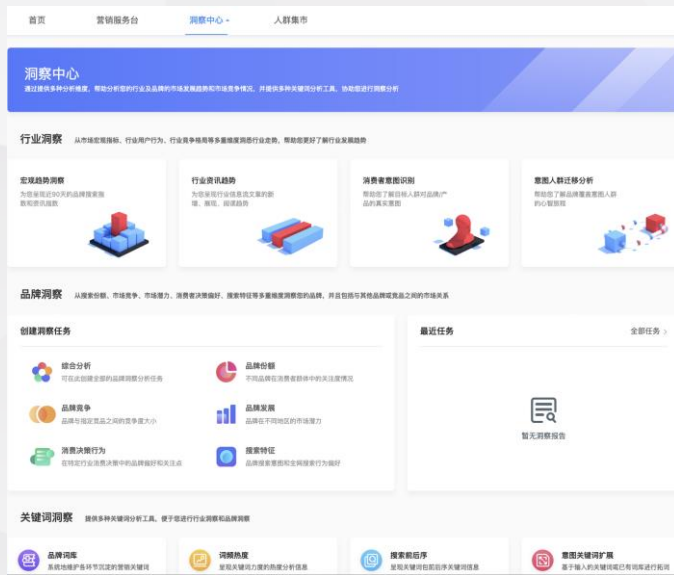 首页 营销服务台 洞察中心 人群集市
洞察中心
通过提供多种分析维度，帮助分析您的行业及品牌的市场发展趋势和市场竞争情况，并提供多种关键词分析工具，协助您进行洞察分析
行业洞察 从市场宏观指标、行业用户行为、行业竞争格局等多量维度洞悉行业走势，帮助您更好了解行业发展趋势
宏观趋势洞察
为您呈现近90天的品牌搜索指
数和资讯指数
行业资讯趋势
为您呈现行业信息流文章的新
增、展现、阅读趋势
消费者意图识别
帮助您了解目标人群对品牌/产
品的真实意图
意图人群迁移分析
帮助您了解品牌覆盖意图人群
的心智旅程
品牌洞察 从搜索份额、市场竞争、市场潜力、消费者决策偏好、搜索特征等多量维度洞察您的品牌，并且包括与其他品牌或竞品之间的市场关系
创建洞察任务
综合分析
可在此创建全部的品牌洞察分析任务
品牌份额
不同品牌在消费者群体中的关注度情况
品牌竞争
品牌与指定竞品之间的竞争度大小
品牌发展
品牌在不同地区的市场潜力
消费决策行为
在特定行业消费决策中的品牌偏好和关注点
搜索特征
品牌搜索意图和全网搜索行为偏好
最近任务 全部任务 >
暂无洞察报告
关键词洞察 提供多种关键词分析工具，便于您进行行业洞察和品牌洞察
品牌词库
系统地维护各环节沉淀的营销关键词
词频热度
呈现关键词力度的热度分析信息
搜索前后序
呈现关键词包前后序关键词信息
意图关键词扩展
基于输入的关键词或已有词库进行拓词